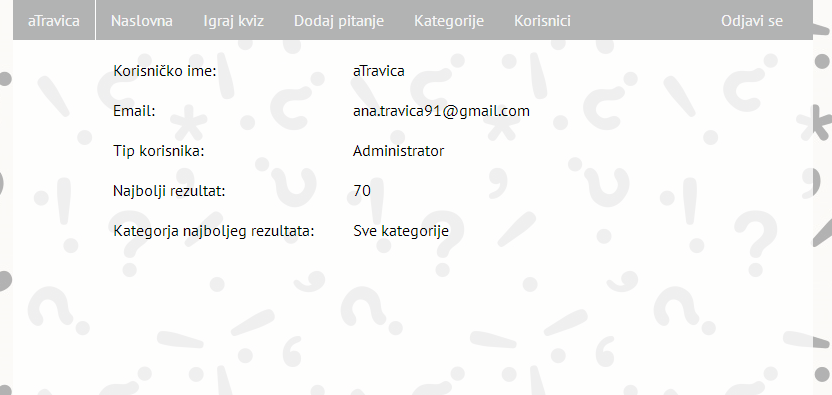 aTravica Naslovna Igraj kviz Dodaj pitanje Kategorije Korisnici Odjavi se
Korisničko ime: aTravica
Email: ana.travica91@gmail.com
Tip korisnika: Administrator
Najbolji rezultat: 70
Kategorja najboljeg rezultata: Sve kategorije